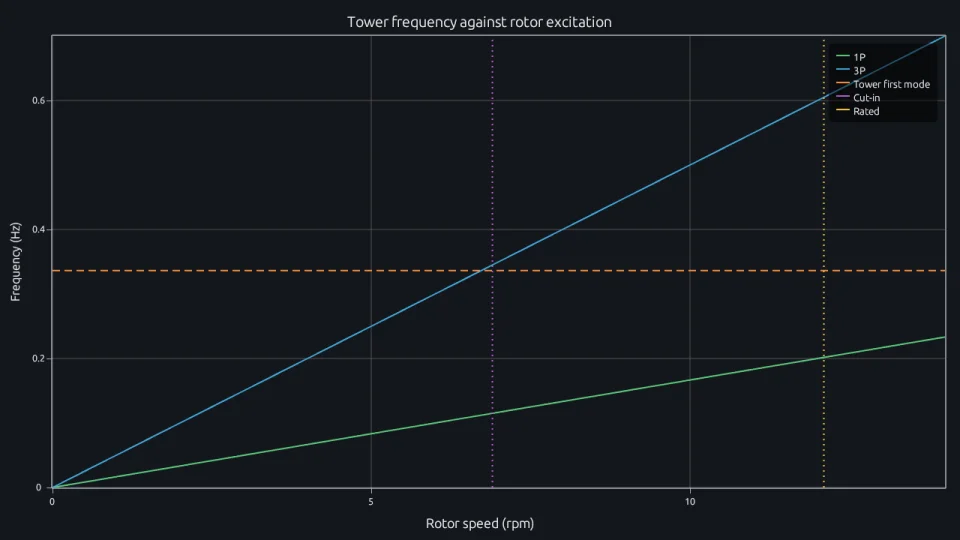 Tower frequency against rotor excitation
1P
3P
Tower first mode
Cut-in
Rated
0.6
0.4
0.2
0
Frequency (Hz)
0
5
10
Rotor speed (rpm)